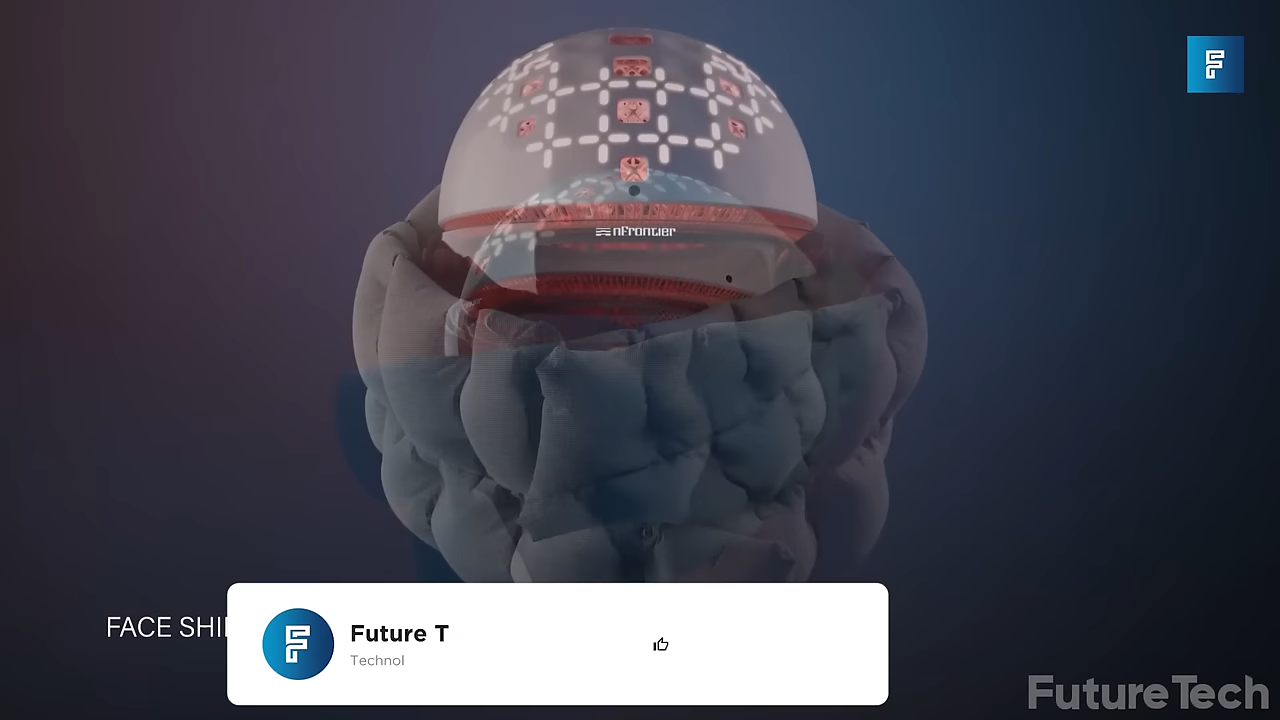 nFrontier
FACE SHI
Future T
Technol
FutureTech